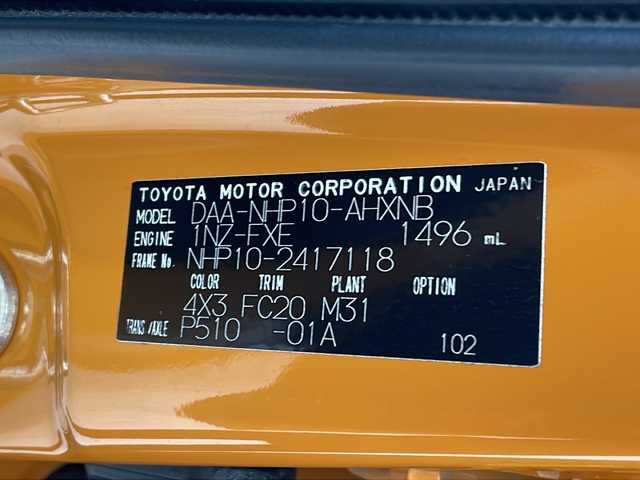 TOYOTA MOTOR CORPORATION JAPAN
MODEL DAA-NHP10-AHXNB
ENGINE 1NZ-FXE 1496 mL
FRAME No. NHP10-2417118
COLOR TRIM PLANT OPTION
4X3 FC20 M31
TRANS/AXLE P510 -01A 102